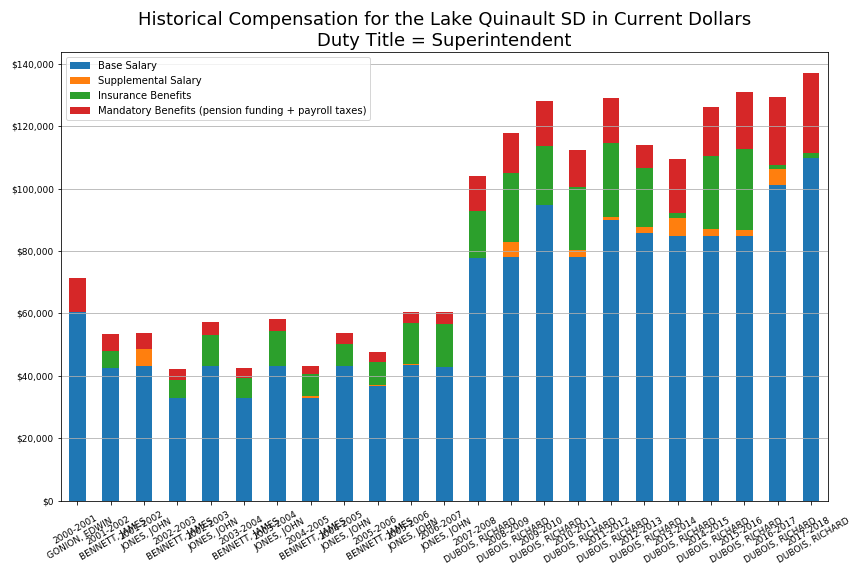 Historical Compensation for the Lake Quinault SD in Current Dollars
Duty Title = Superintendent
Base Salary
Supplemental Salary
Insurance Benefits
Mandatory Benefits (pension funding + payroll taxes)
$140,000
$120,000
$100,000
$80,000
$60,000
$40,000
$20,000
$0
2000-2001
GONION, EDWIN
2001-2002
BENNETT, JAMES
2001-2002
JONES, JOHN
2002-2003
BENNETT, JAMES
2002-2003
JONES, JOHN
2003-2004
BENNETT, JAMES
2003-2004
JONES, JOHN
2004-2005
BENNETT, JAMES
2004-2005
JONES, JOHN
2005-2006
BENNETT, JAMES
2005-2006
JONES, JOHN
2006-2007
JONES, JOHN
2007-2008
DUBOIS, RICHARD
2008-2009
DUBOIS, RICHARD
2009-2010
DUBOIS, RICHARD
2010-2011
DUBOIS, RICHARD
2011-2012
DUBOIS, RICHARD
2012-2013
DUBOIS, RICHARD
2013-2014
DUBOIS, RICHARD
2014-2015
DUBOIS, RICHARD
2015-2016
DUBOIS, RICHARD
2016-2017
DUBOIS, RICHARD
2017-2018
DUBOIS, RICHARD